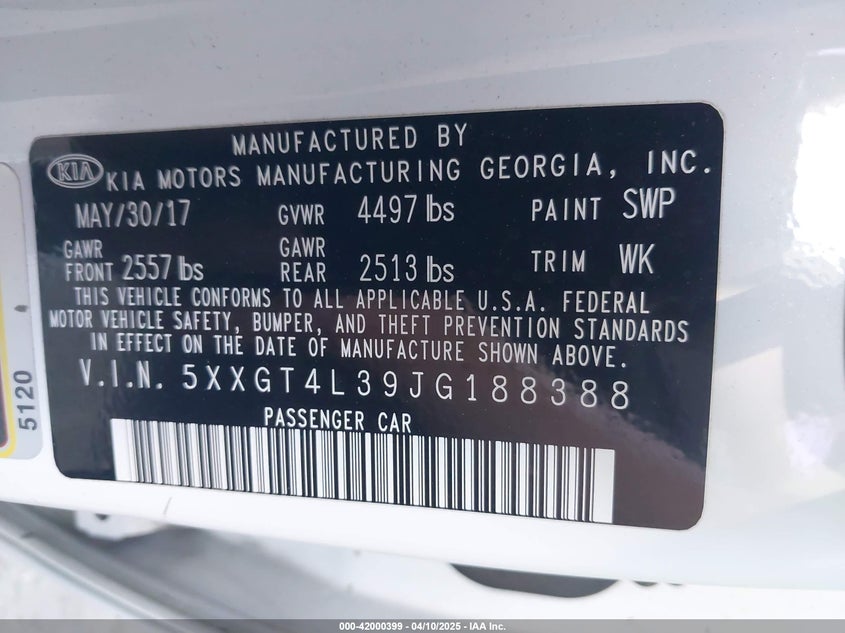 MANUFACTURED BY
KIA KIA MOTORS MANUFACTURING GEORGIA, INC.
MAY/30/17 GVWR 4497 lbs PAINT SWP
GAWR FRONT 2557 lbs GAWR REAR 2513 lbs TRIM WK
THIS VEHICLE CONFORMS TO ALL APPLICABLE U.S.A. FEDERAL
MOTOR VEHICLE SAFETY, BUMPER, AND THEFT PREVENTION STANDARDS
IN EFFECT ON THE DATE OF MANUFACTURE SHOWN ABOVE.
V.I.N. 5XXGT4L39JG188388
PASSENGER CAR
5120
000-42000399 - 04/10/2025 - IAA Inc.